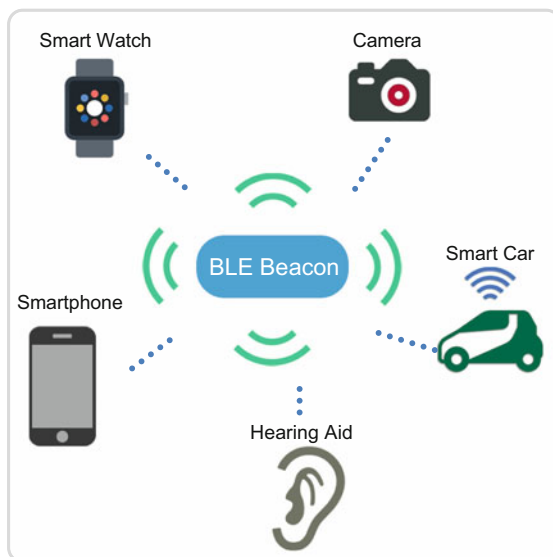 Smart Watch
Camera
BLE Beacon
Smart Car
Smartphone
Hearing Aid